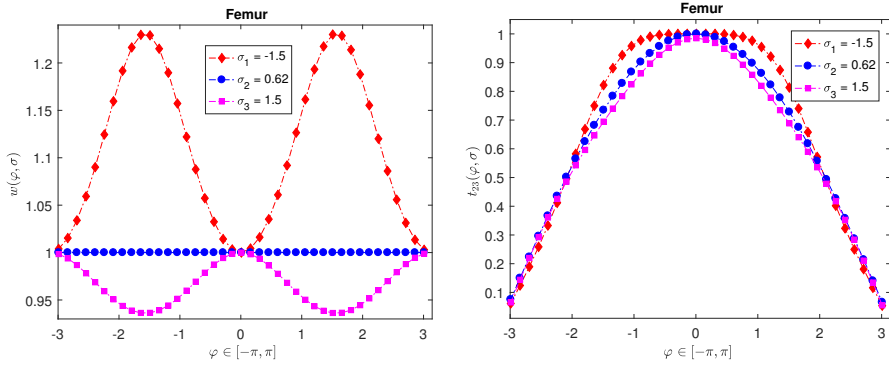 Femur
w(φ,σ)
1.2
1.15
1.1
1.05
1
0.95
σ₁ = -1.5
σ₂ = 0.62
σ₃ = 1.5
-3 -2 -1 0 1 2 3
φ ∈ [-π, π]
Femur
t₂₃(φ,σ)
1
0.9
0.8
0.7
0.6
0.5
0.4
0.3
0.2
0.1
σ₁ = -1.5
σ₂ = 0.62
σ₃ = 1.5
-3 -2 -1 0 1 2 3
φ ∈ [-π, π]